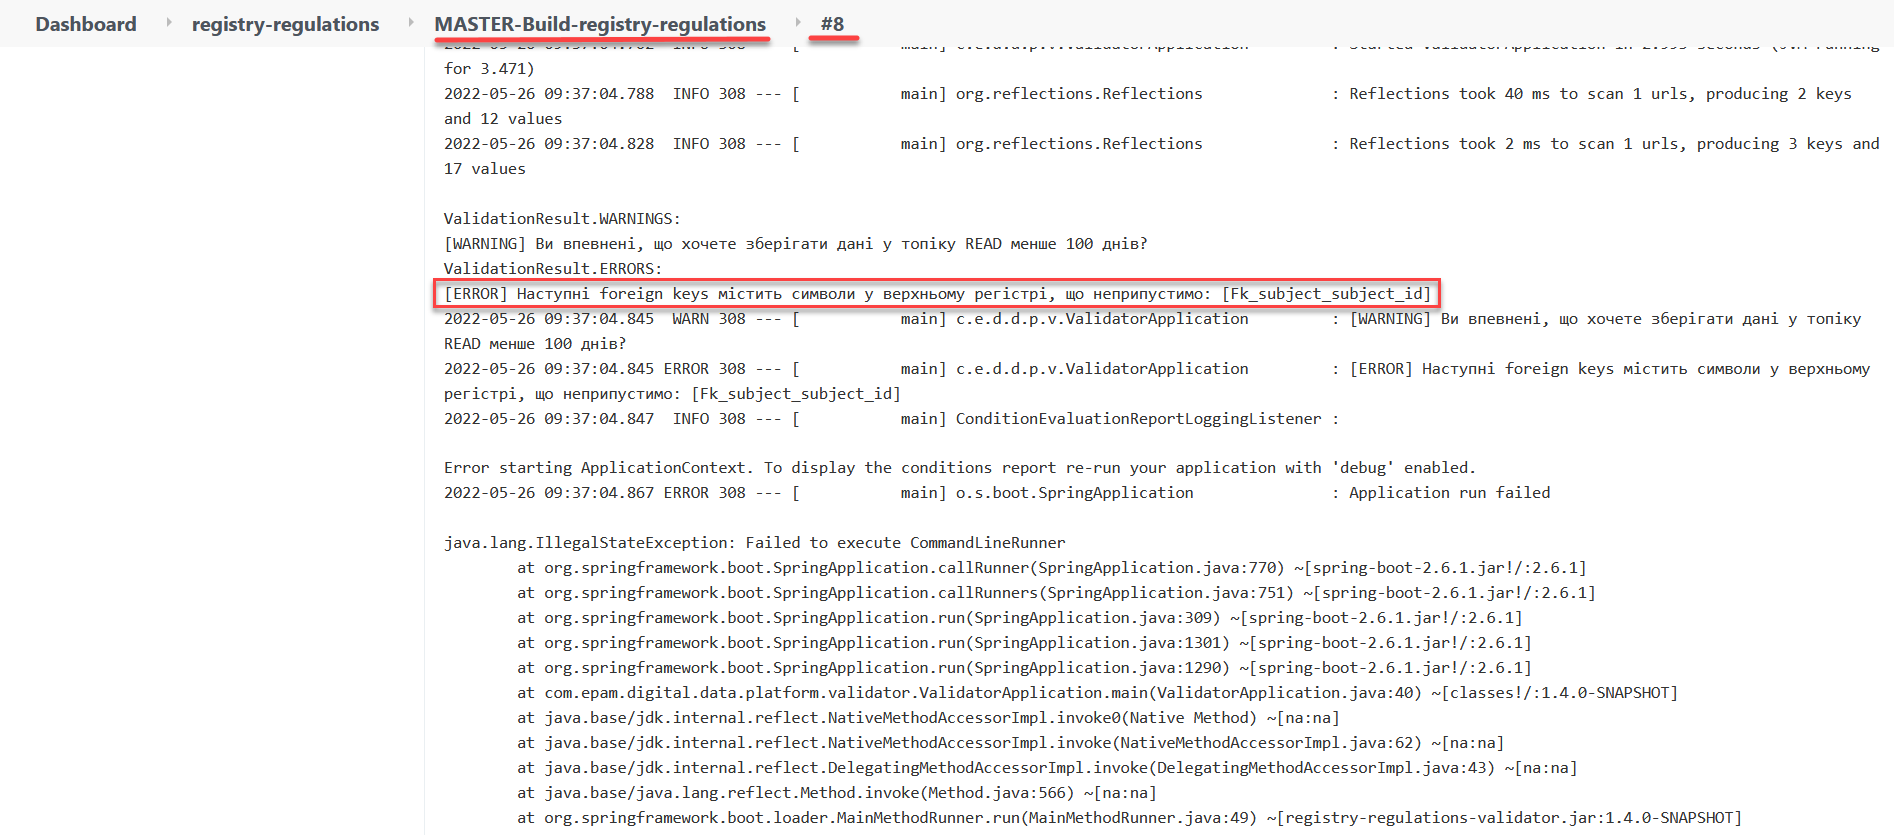 Dashboard registry-regulations MASTER-Build-registry-regulations #8
for 3.471)
2022-05-26 09:37:04.788  INFO 308 --- [           main] org.reflections.Reflections              : Reflections took 40 ms to scan 1 urls, producing 2 keys
and 12 values
2022-05-26 09:37:04.828  INFO 308 --- [           main] org.reflections.Reflections              : Reflections took 2 ms to scan 1 urls, producing 3 keys and
17 values
ValidationResult.WARNINGS:
[WARNING] Ви впевнені, що хочете зберігати дані у топіку READ менше 100 днів?
ValidationResult.ERRORS:
[ERROR] Наступні foreign keys містить символи у верхньому регістрі, що неприпустимо: [Fk_subject_subject_id]
2022-05-26 09:37:04.845  WARN 308 --- [           main] c.e.d.d.p.v.ValidatorApplication         : [WARNING] Ви впевнені, що хочете зберігати дані у топіку
READ менше 100 днів?
2022-05-26 09:37:04.845 ERROR 308 --- [           main] c.e.d.d.p.v.ValidatorApplication         : [ERROR] Наступні foreign keys містить символи у верхньому
регістрі, що неприпустимо: [Fk_subject_subject_id]
2022-05-26 09:37:04.847  INFO 308 --- [           main] ConditionEvaluationReportLoggingListener :
Error starting ApplicationContext. To display the conditions report re-run your application with 'debug' enabled.
2022-05-26 09:37:04.867 ERROR 308 --- [           main] o.s.boot.SpringApplication               : Application run failed
java.lang.IllegalStateException: Failed to execute CommandLineRunner
at org.springframework.boot.SpringApplication.callRunner(SpringApplication.java:770) ~[spring-boot-2.6.1.jar!/:2.6.1]
at org.springframework.boot.SpringApplication.callRunners(SpringApplication.java:751) ~[spring-boot-2.6.1.jar!/:2.6.1]
at org.springframework.boot.SpringApplication.run(SpringApplication.java:309) ~[spring-boot-2.6.1.jar!/:2.6.1]
at org.springframework.boot.SpringApplication.run(SpringApplication.java:1301) ~[spring-boot-2.6.1.jar!/:2.6.1]
at org.springframework.boot.SpringApplication.run(SpringApplication.java:1290) ~[spring-boot-2.6.1.jar!/:2.6.1]
at com.epam.digital.data.platform.validator.ValidatorApplication.main(ValidatorApplication.java:40) ~[classes!/:1.4.0-SNAPSHOT]
at java.base/jdk.internal.reflect.NativeMethodAccessorImpl.invoke0(Native Method) ~[na:na]
at java.base/jdk.internal.reflect.NativeMethodAccessorImpl.invoke(NativeMethodAccessorImpl.java:62) ~[na:na]
at java.base/jdk.internal.reflect.DelegatingMethodAccessorImpl.invoke(DelegatingMethodAccessorImpl.java:43) ~[na:na]
at java.base/java.lang.reflect.Method.invoke(Method.java:566) ~[na:na]
at org.springframework.boot.loader.MainMethodRunner.run(MainMethodRunner.java:49) ~[registry-regulations-validator.jar:1.4.0-SNAPSHOT]